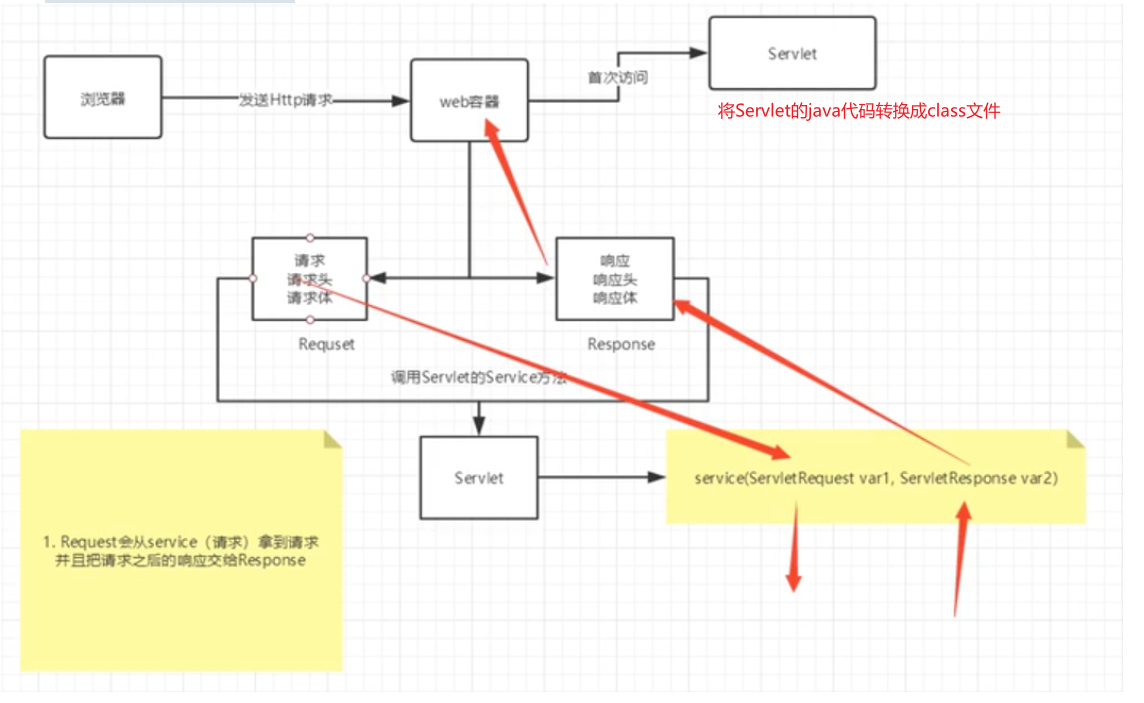 浏览器
发送Http请求
web容器
首次访问
Servlet
将Servlet的java代码转换成class文件
请求
请求头
请求体
Requset
响应
响应头
响应体
Response
调用Servlet的Service方法
Servlet
service(ServletRequest var1, ServletResponse var2)
1. Request会从service（请求）拿到请求
并且把请求之后的响应交给Response